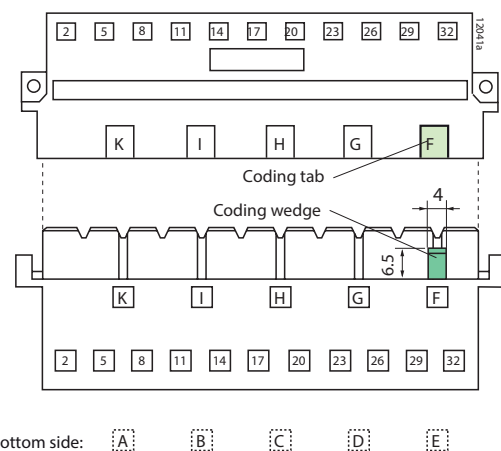 2 5 8 11 14 17 20 23 26 29 32
12041a
K I H G F
Coding tab
4
Coding wedge
6.5
K I H G F
2 5 8 11 14 17 20 23 26 29 32
ottom side: A B C D E